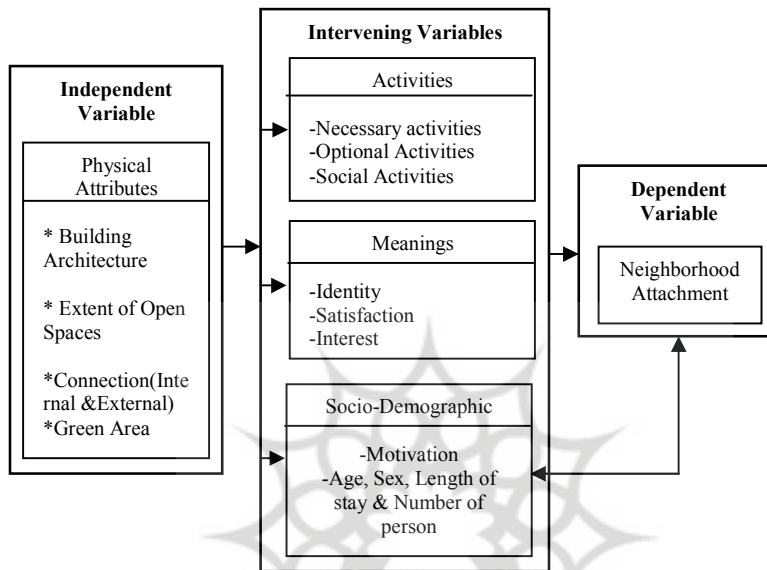 Independent
Variable
Physical
Attributes
* Building
Architecture
* Extent of Open
Spaces
*Connection(Inte
rnal &External)
*Green Area
Intervening Variables
Activities
-Necessary activities
-Optional Activities
-Social Activities
Meanings
-Identity
-Satisfaction
-Interest
Socio-Demographic
-Motivation
-Age, Sex, Length of
stay & Number of
person
Dependent
Variable
Neighborhood
Attachment